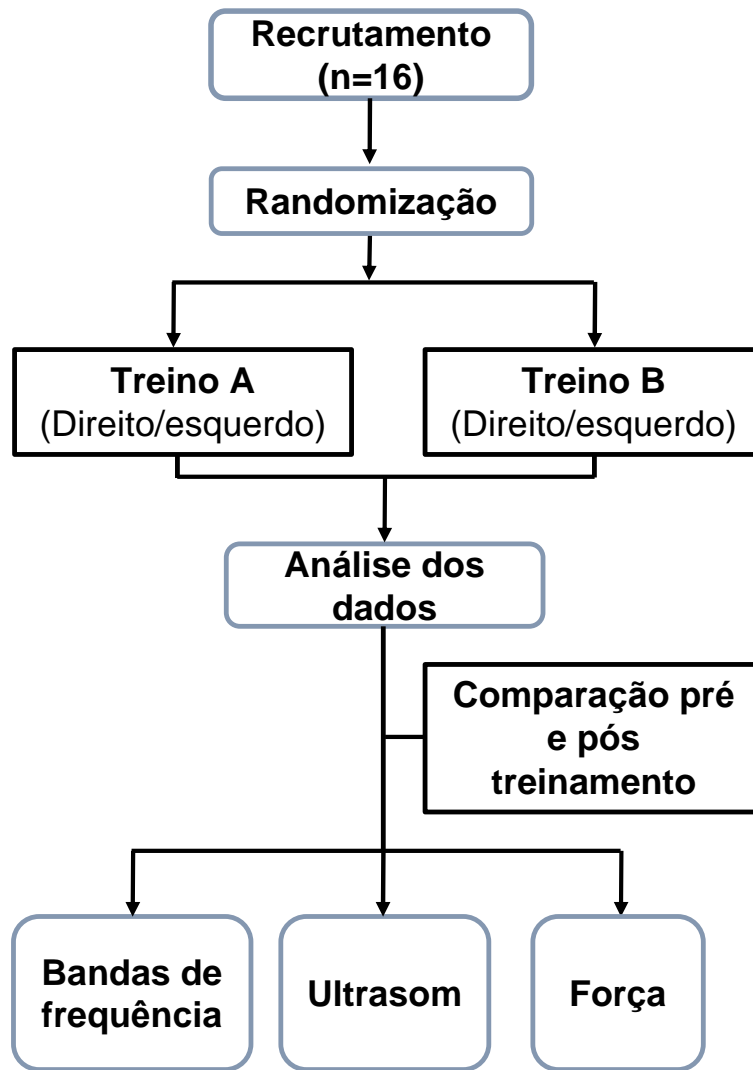 Recrutamento
(n=16)
Randomização
Treino A
(Direito/esquerdo)
Treino B
(Direito/esquerdo)
Análise dos
dados
Comparação pré
e pós
treinamento
Bandas de
frequência
Ultrasom
Força